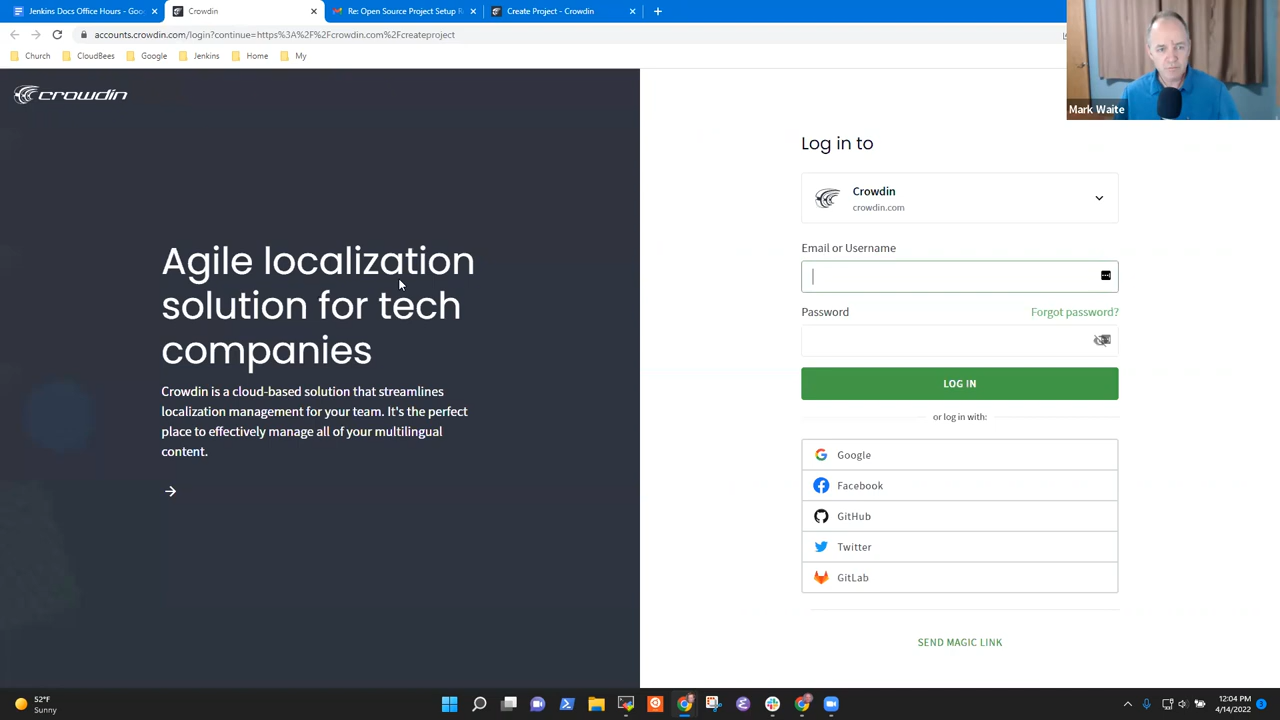 Jenkins Docs Office Hours - Goo
Crowdin
Re: Open Source Project Setup R
Create Project - Crowdin
accounts.crowdin.com/login?continue=https%3A%2F%2Fcrowdin.com%2Fcreateproject
Church
CloudBees
Google
Jenkins
Home
My
Mark Waite
crowdin
Agile localization
solution for tech
companies
Crowdin is a cloud-based solution that streamlines
localization management for your team. It's the perfect
place to effectively manage all of your multilingual
content.
Log in to
Crowdin
crowdin.com
Email or Username
Password
Forgot password?
LOG IN
or log in with:
Google
Facebook
GitHub
Twitter
GitLab
SEND MAGIC LINK
52°F
Sunny
12:04 PM
4/14/2022